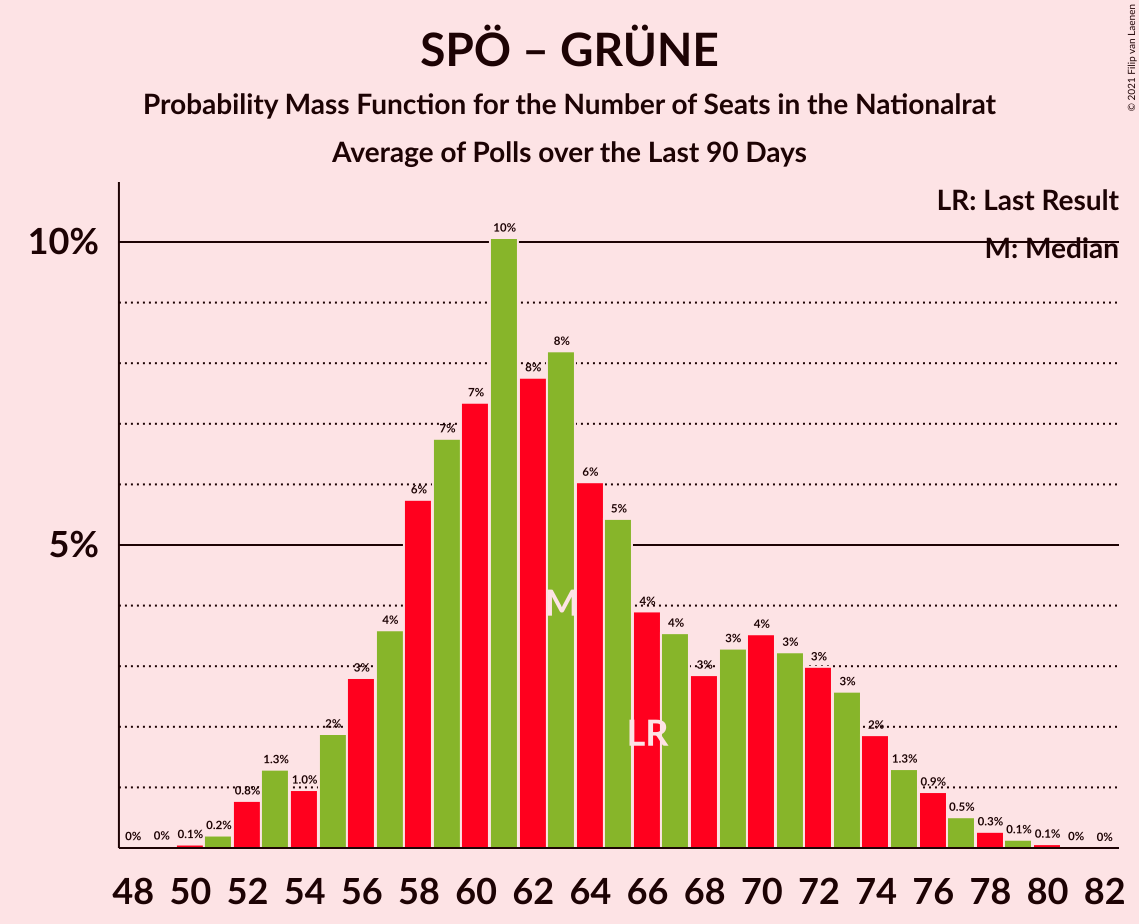 SPÖ – GRÜNE
Probability Mass Function for the Number of Seats in the Nationalrat
Average of Polls over the Last 90 Days
© 2021 Filip van Laenen
LR: Last Result
M: Median
10%
5%
0% 0% 0.1% 0.2% 0.8% 1.3% 1.0% 2% 3% 4% 6% 7% 7% 10% 8% 8% 6% 5% 4% 4% 3% 3% 4% 3% 3% 3% 2% 1.3% 0.9% 0.5% 0.3% 0.1% 0.1% 0% 0%
M
LR
48 50 52 54 56 58 60 62 64 66 68 70 72 74 76 78 80 82